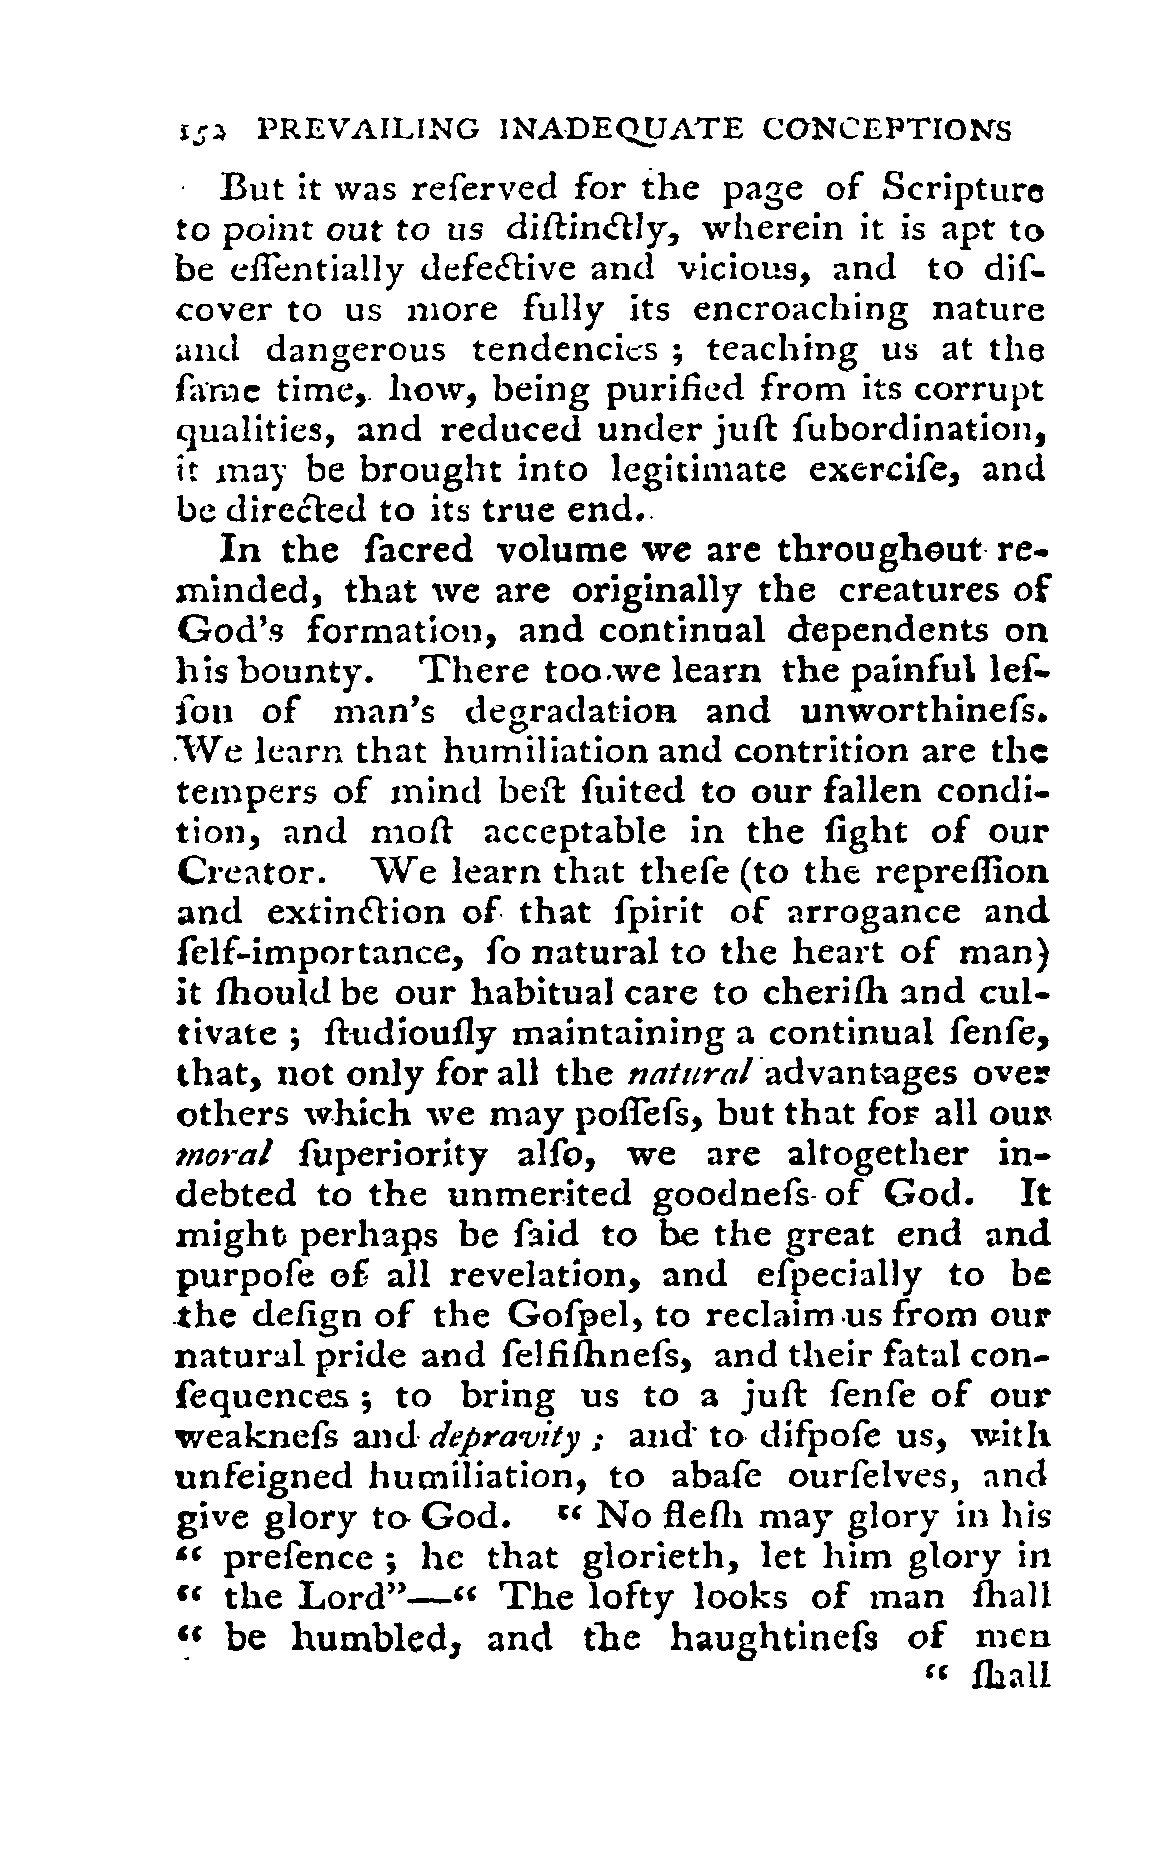 152 PREVAILING INADEQUATE CONCEPTIONS
But it was reſerved for the page of Scripture
to point out to us diſtinctly, wherein it is apt to
be eſſentially defective and vicious, and to diſ-
cover to us more fully its encroaching nature
and dangerous tendencies ; teaching us at the
ſame time, how, being purified from its corrupt
qualities, and reduced under juſt ſubordination,
it may be brought into legitimate exerciſe, and
be directed to its true end.
In the ſacred volume we are throughout re-
minded, that we are originally the creatures of
God's formation, and continual dependents on
his bounty. There too we learn the painful leſ-
ſon of man's degradation and unworthineſs.
We learn that humiliation and contrition are the
tempers of mind beſt ſuited to our fallen condi-
tion, and moſt acceptable in the ſight of our
Creator. We learn that theſe (to the repreſſion
and extinction of that ſpirit of arrogance and
ſelf-importance, ſo natural to the heart of man)
it ſhould be our habitual care to cheriſh and cul-
tivate ; ſtudiouſly maintaining a continual ſenſe,
that, not only for all the natural advantages over
others which we may poſſeſs, but that for all our
moral ſuperiority alſo, we are altogether in-
debted to the unmerited goodneſs of God. It
might perhaps be ſaid to be the great end and
purpoſe of all revelation, and eſpecially to be
the deſign of the Goſpel, to reclaim us from our
natural pride and ſelfiſhneſs, and their fatal con-
ſequences ; to bring us to a juſt ſenſe of our
weakneſs and depravity ; and to diſpoſe us, with
unfeigned humiliation, to abaſe ourſelves, and
give glory to God. “ No fleſh may glory in his
“ preſence ; he that glorieth, let him glory in
“ the Lord”—“ The lofty looks of man ſhall
“ be humbled, and the haughtineſs of men
“ ſhall